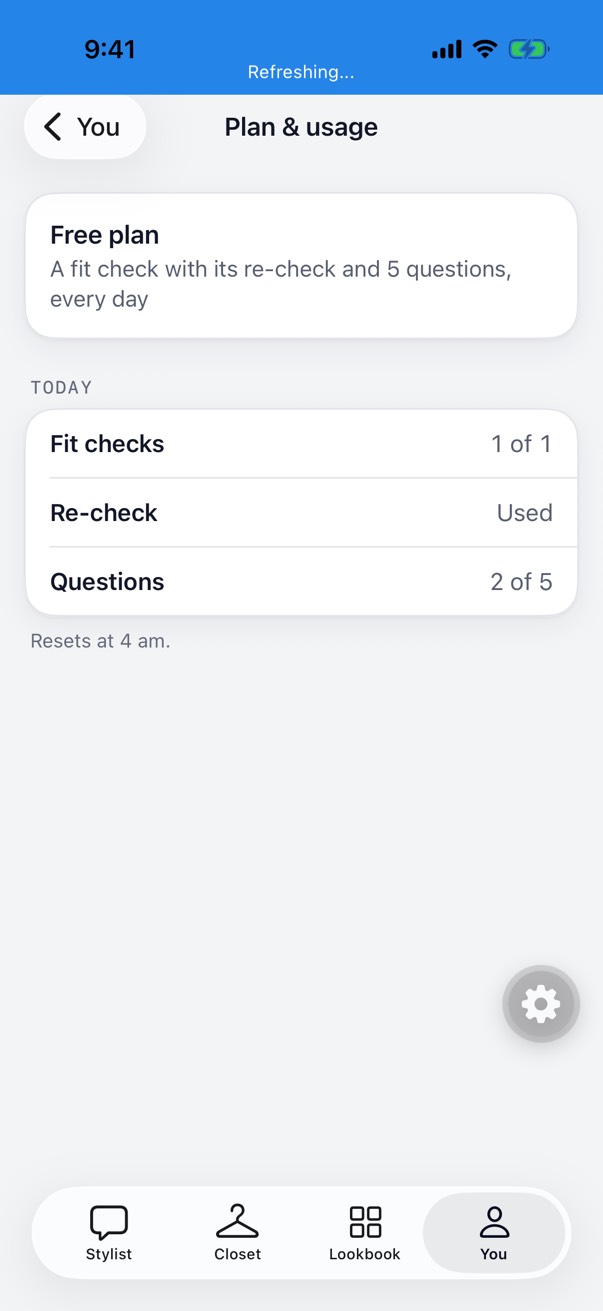 9:41
Refreshing...
You
Plan & usage
Free plan
A fit check with its re-check and 5 questions,
every day
TODAY
Fit checks 1 of 1
Re-check Used
Questions 2 of 5
Resets at 4 am.
Stylist Closet Lookbook You